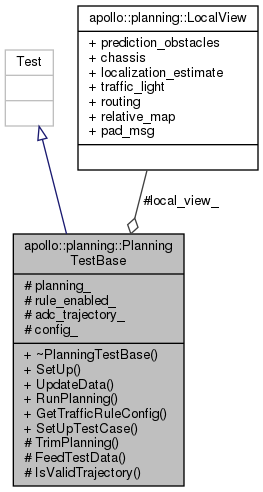 apollo::planning::LocalView
+ prediction_obstacles
+ chassis
+ localization_estimate
+ traffic_light
+ routing
+ relative_map
+ pad_msg
Test
#local_view_
apollo::planning::Planning
TestBase
# planning_
# rule_enabled_
# adc_trajectory_
# config_
+ ~PlanningTestBase()
+ SetUp()
+ UpdateData()
+ RunPlanning()
+ GetTrafficRuleConfig()
+ SetUpTestCase()
# TrimPlanning()
# FeedTestData()
# IsValidTrajectory()